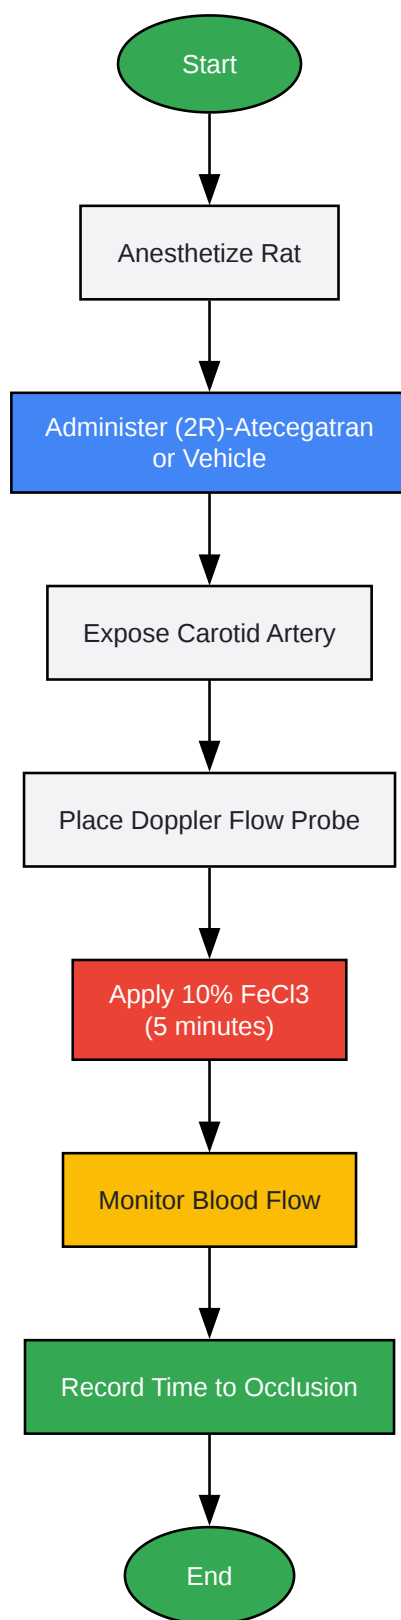 Start
Anesthetize Rat
Administer (2R)-Atecegatran
or Vehicle
Expose Carotid Artery
Place Doppler Flow Probe
Apply 10% FeCl3
(5 minutes)
Monitor Blood Flow
Record Time to Occlusion
End